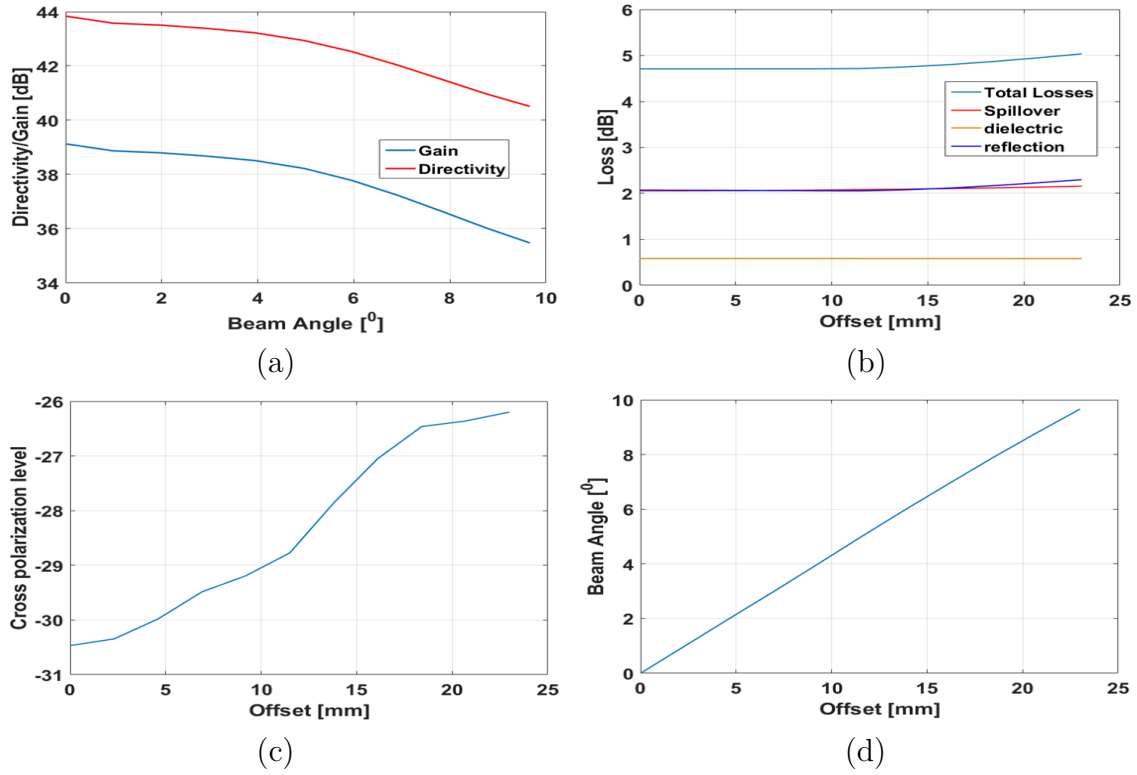 44
42
40
38
36
34
Directivity/Gain [dB]
Gain
Directivity
0 2 4 6 8 10
Beam Angle [⁰]
(a)
6
5
4
3
2
1
0
Loss [dB]
Total Losses
Spillover
dielectric
reflection
0 5 10 15 20 25
Offset [mm]
(b)
-26
-27
-28
-29
-30
-31
Cross polarization level
0 5 10 15 20 25
Offset [mm]
(c)
10
8
6
4
2
0
Beam Angle [⁰]
0 5 10 15 20 25
Offset [mm]
(d)